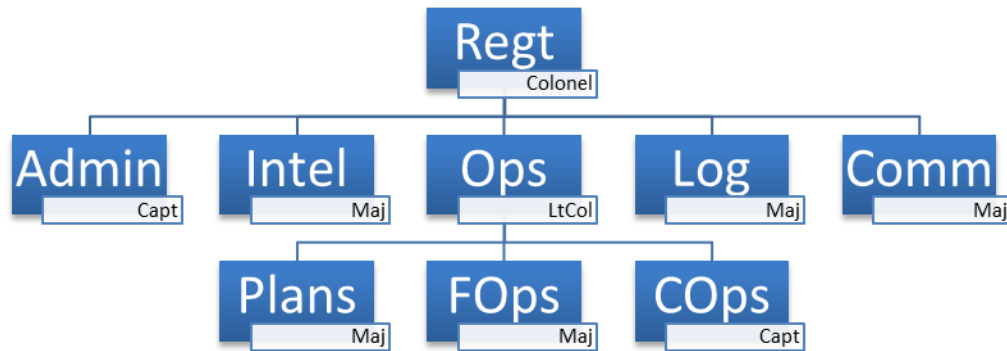 Regt
Colonel
Admin
Capt
Intel
Maj
Ops
LtCol
Log
Maj
Comm
Maj
Plans
Maj
FOps
Maj
COps
Capt